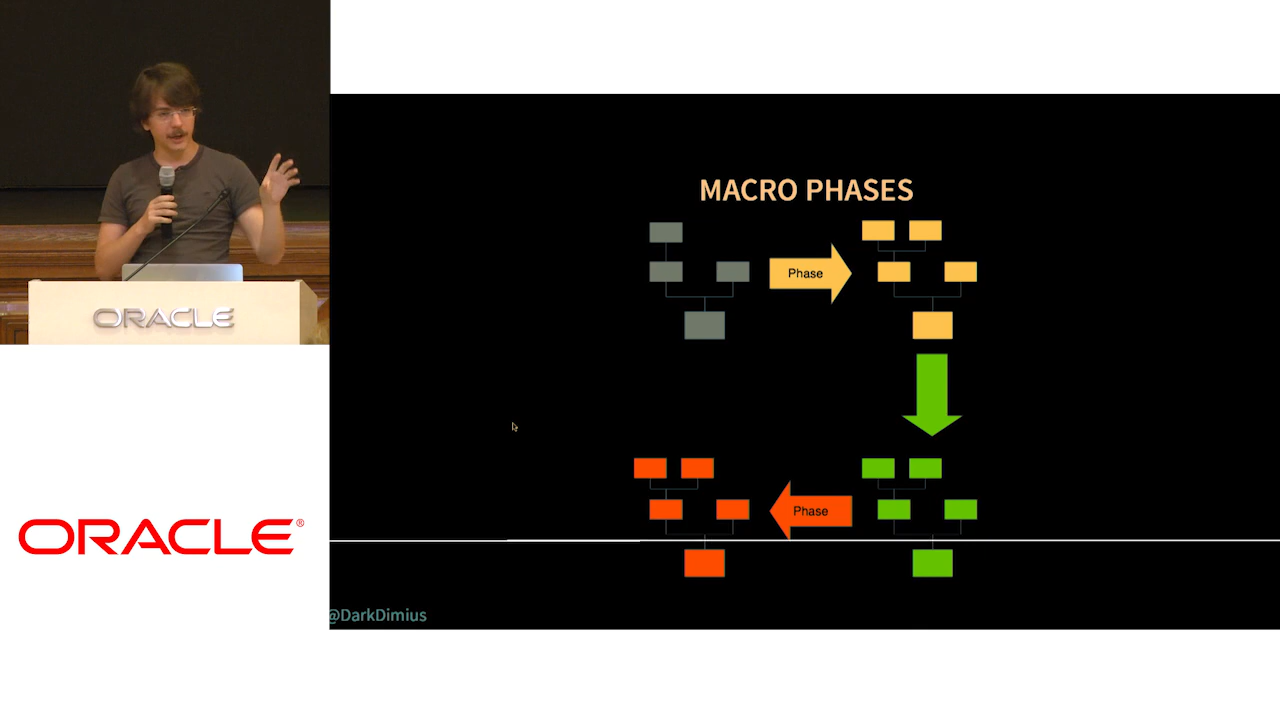 ORACLE
MACRO PHASES
Phase
Phase
ORACLE®
@DarkDimius